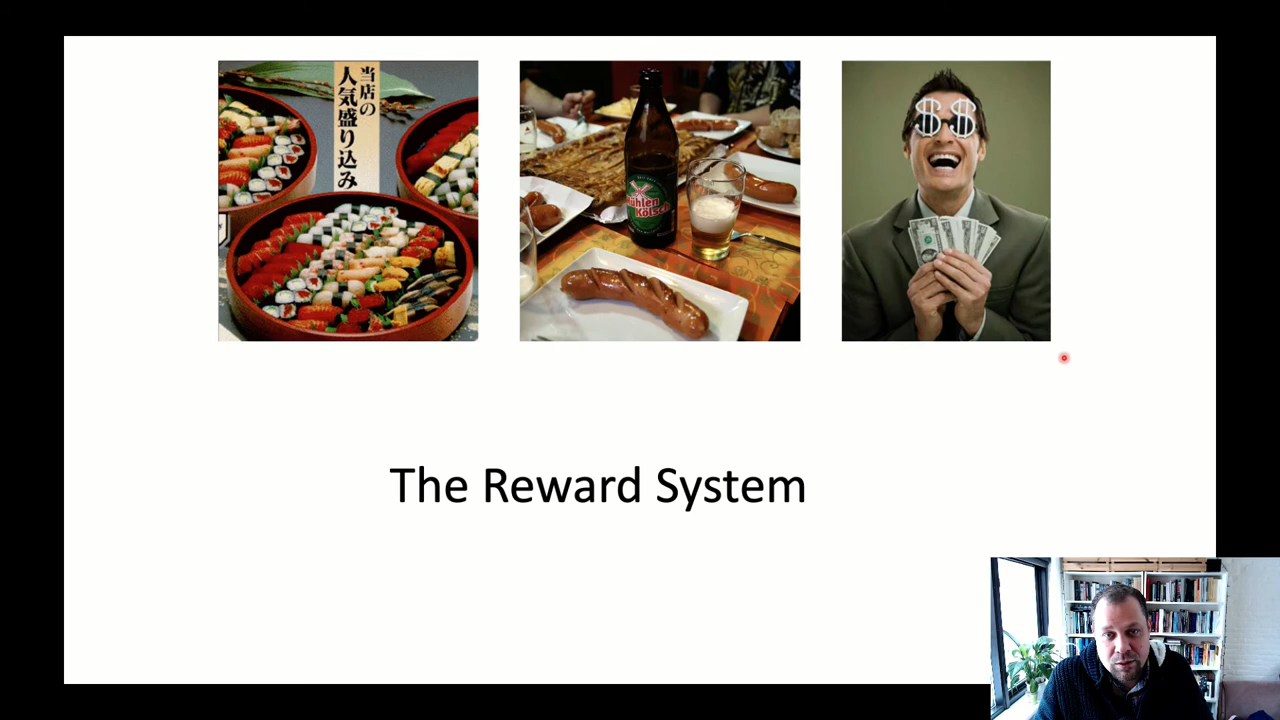 当店の
人気盛り込み
Mühlen
Kölsch
$ $
The Reward System